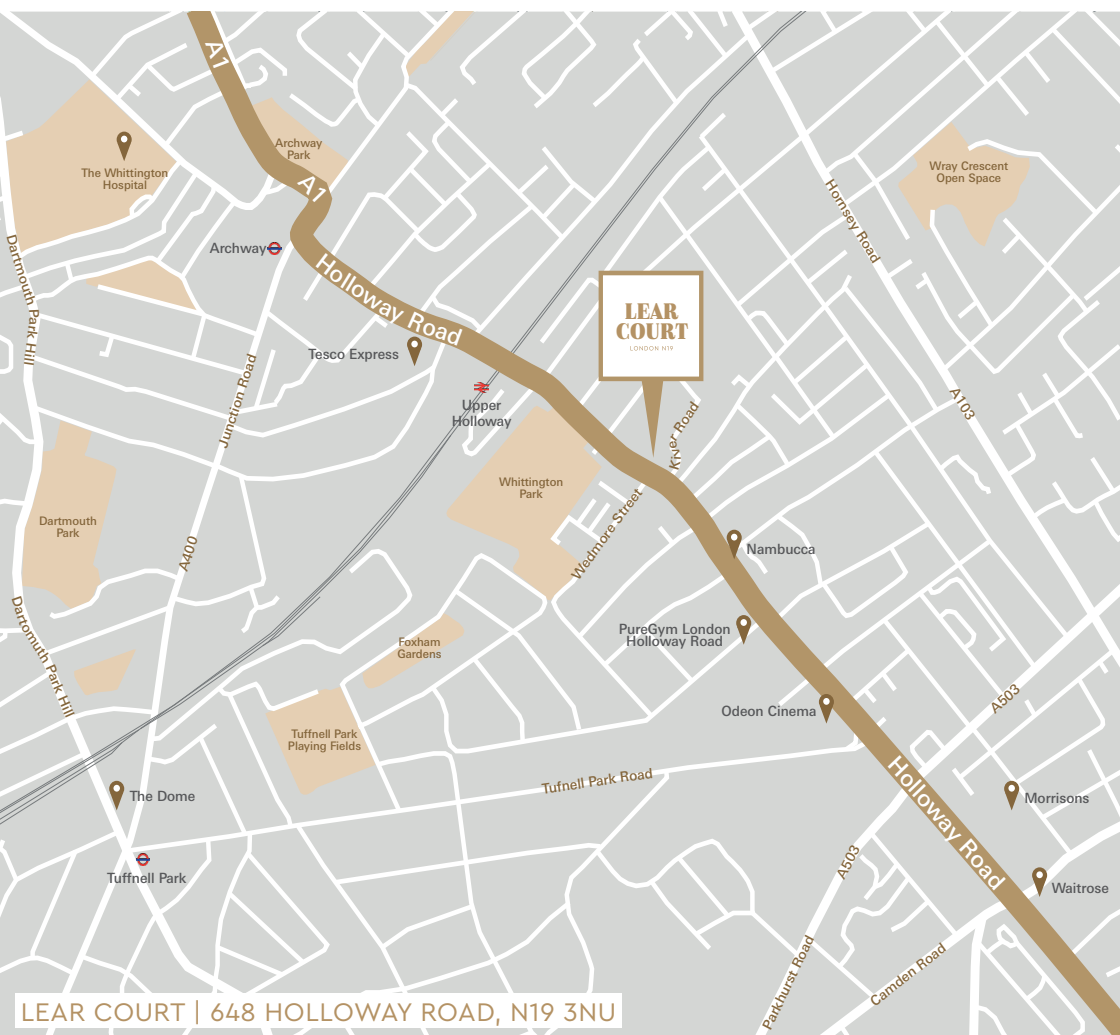 A1
Archway
Park
The Whittington
Hospital
Wray Crescent
Open Space
A1
Hornsey Road
Archway
Dartmouth Park Hill
Holloway Road
LEAR
COURT
LONDON N19
Tesco Express
Junction Road
Upper
Holloway
A103
Kiver Road
Whittington
Park
Dartmouth
Park
Wedmore Street
A400
Nambucca
Dartomuth Park Hill
PureGym London
Holloway Road
Foxham
Gardens
A503
Odeon Cinema
Tuffnell Park
Playing Fields
Tufnell Park Road
Holloway Road
The Dome
Morrisons
A503
Tuffnell Park
Waitrose
Parkhurst Road
Camden Road
LEAR COURT | 648 HOLLOWAY ROAD, N19 3NU